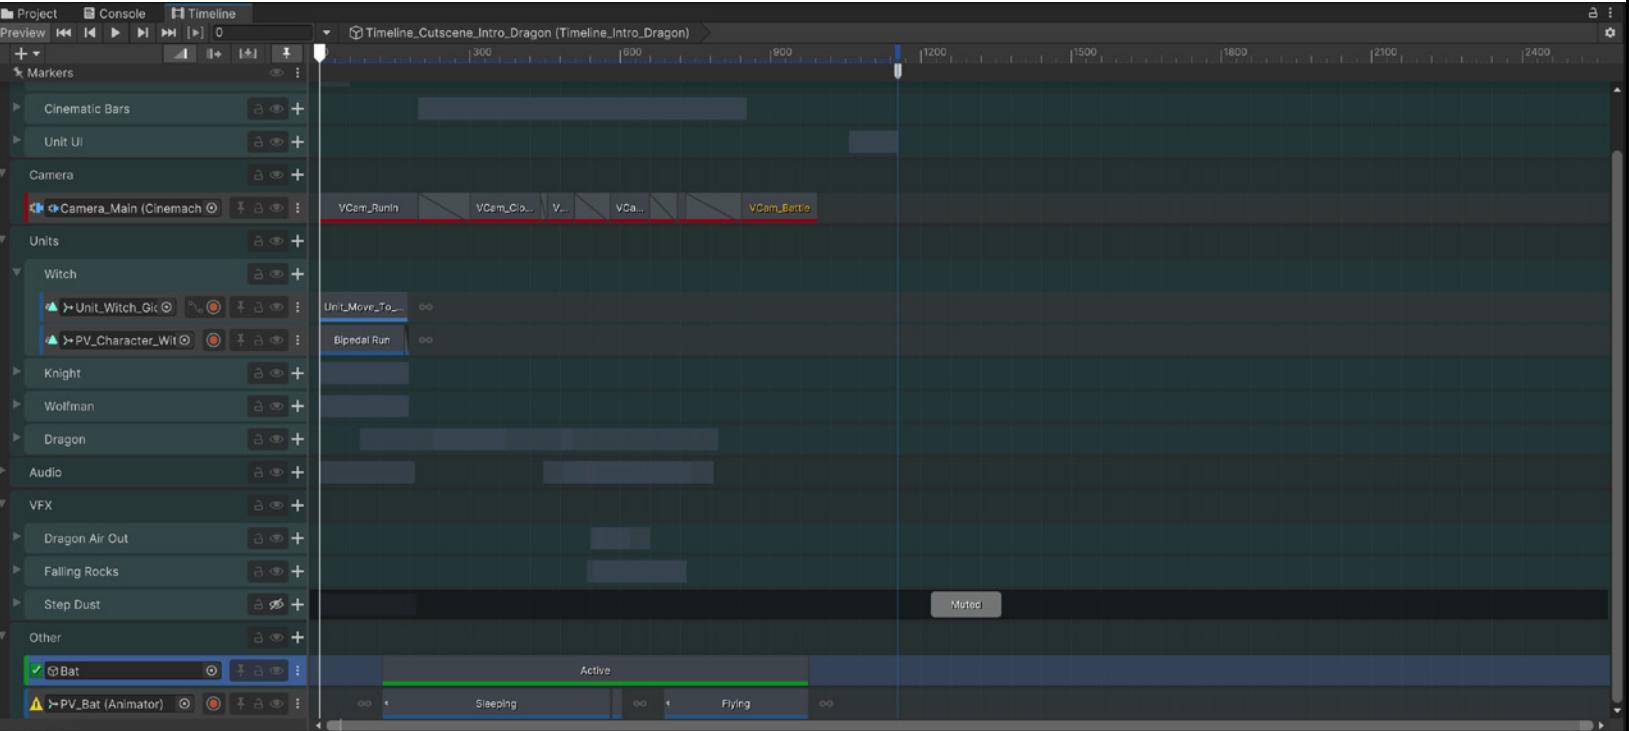 Project Console Timeline
Preview 0 Timeline_Cutscene_Intro_Dragon (Timeline_Intro_Dragon)
300 600 900 1200 1500 1800 2100 2400
Markers
Cinematic Bars
Unit UI
Camera
Camera_Main (Cinemach VCam_RunIn VCam_Clo... V... VCa... VCam_Battle
Units
Witch
Unit_Witch_Gic Unit_Move_To_...
PV_Character_Wit Bipedal Run
Knight
Wolfman
Dragon
Audio
VFX
Dragon Air Out
Falling Rocks
Step Dust Muted
Other
Bat Active
PV_Bat (Animator) Sleeping Flying